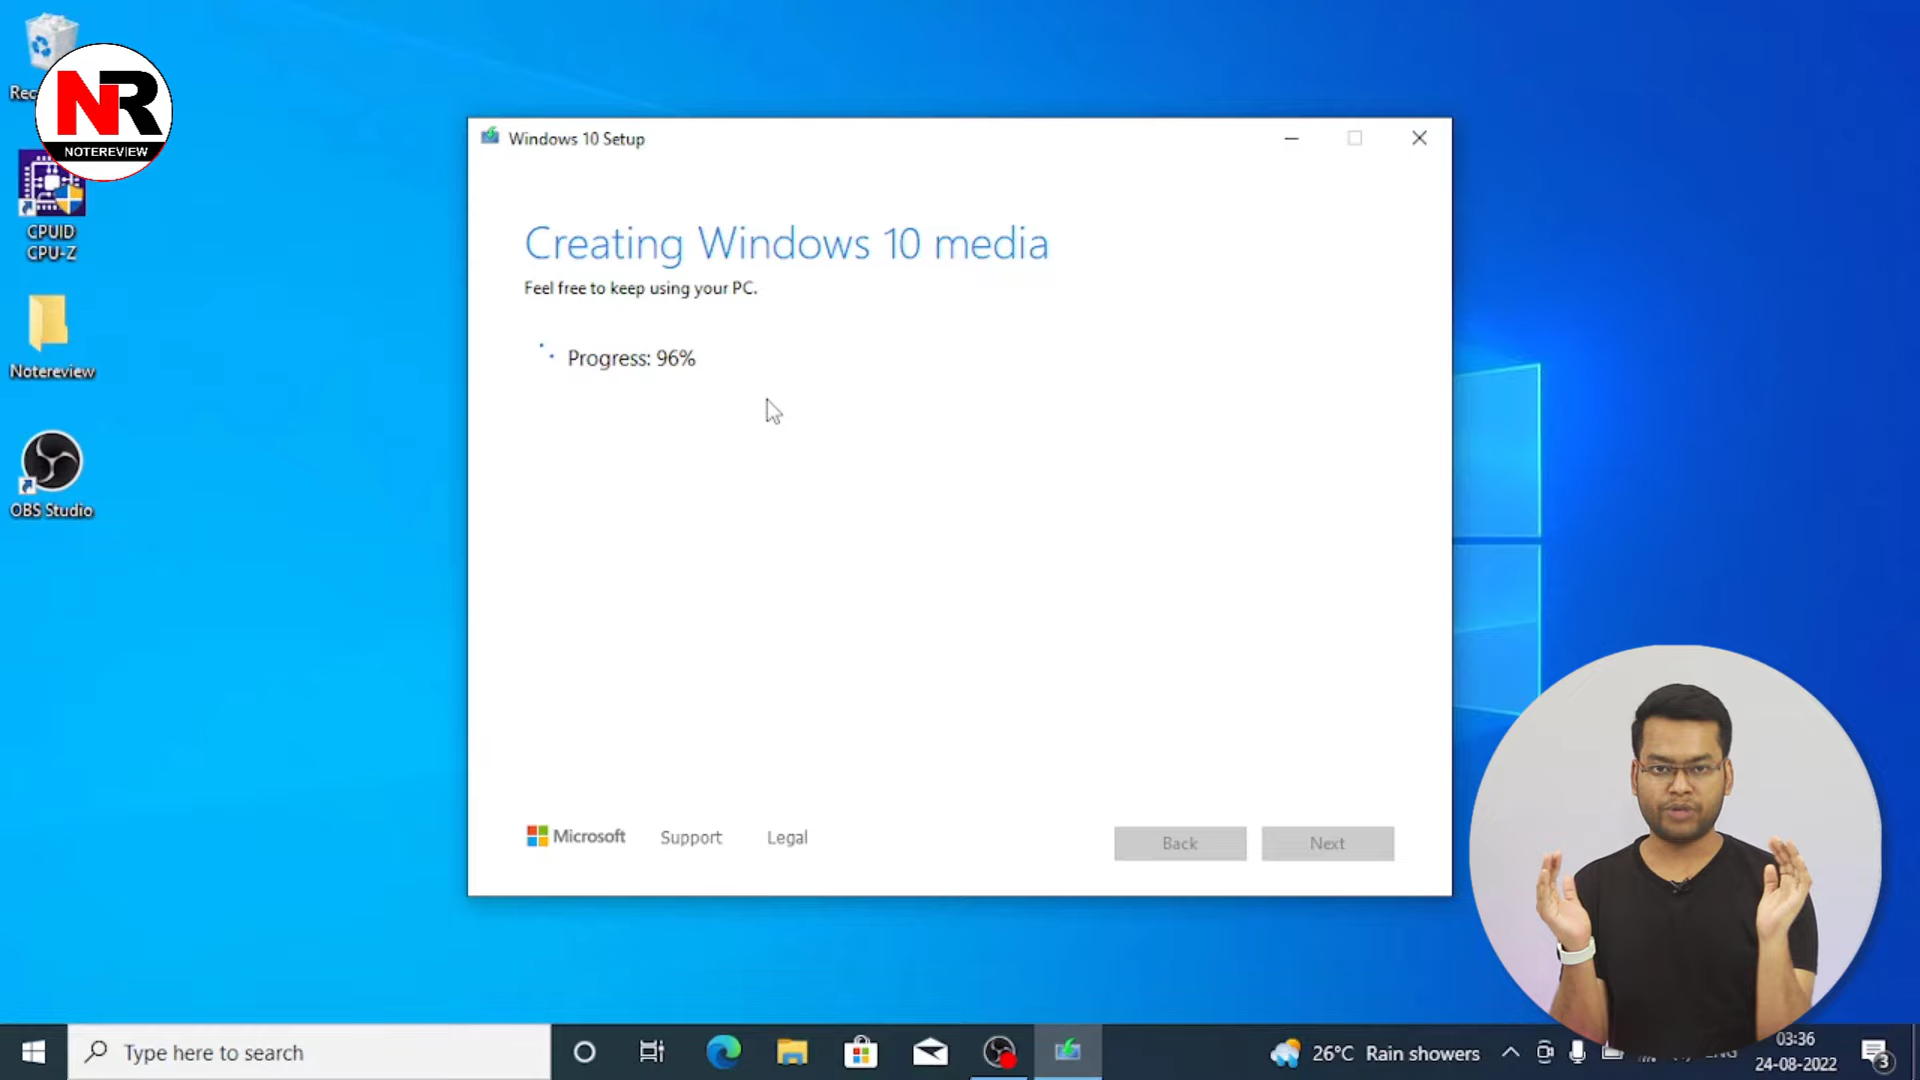 Rec
NR
NOTEREVIEW
CPUID
CPU-Z
Notereview
OBS Studio
Windows 10 Setup
Creating Windows 10 media
Feel free to keep using your PC.
Progress: 96%
Microsoft
Support
Legal
Back
Next
Type here to search
26°C Rain showers
03:36
24-08-2022
3